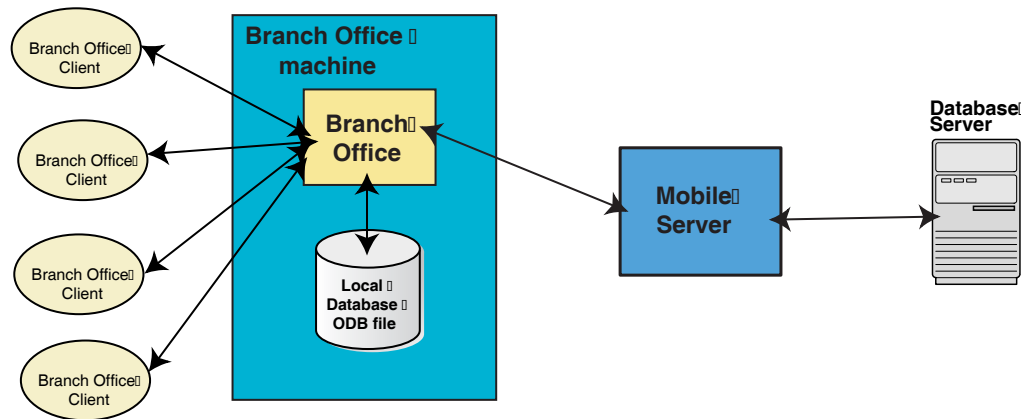 Branch Office
Client
Branch Office
Client
Branch Office
Client
Branch Office
Client
Branch Office
machine
Branch
Office
Local
Database
ODB file
Mobile
Server
Database
Server